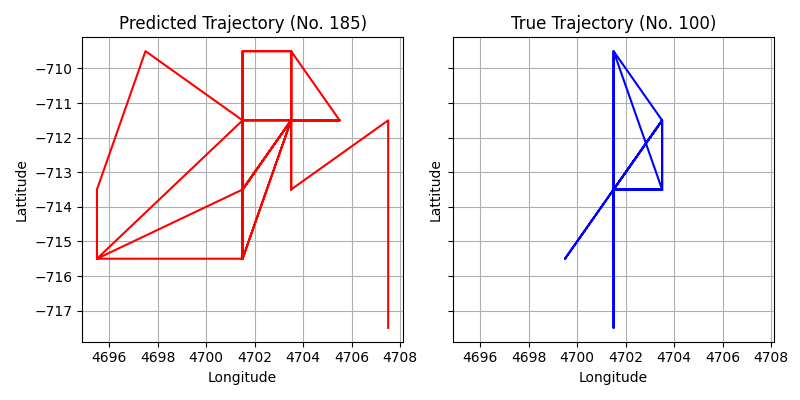 Predicted Trajectory (No. 185)
True Trajectory (No. 100)
−710
−711
−712
−713
−714
−715
−716
−717
Lattitude
Lattitude
4696 4698 4700 4702 4704 4706 4708
4696 4698 4700 4702 4704 4706 4708
Longitude
Longitude